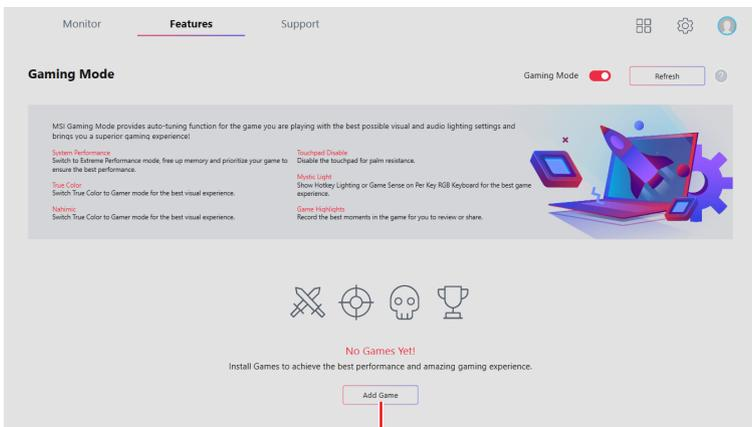 Monitor
Features
Support
Gaming Mode
Gaming Mode
Refresh
?
MSI Gaming Mode provides auto-tuning function for the game you are playing with the best possible visual and audio lighting settings and
brings you a superior gaming experience!
System Performance
Switch to Extreme Performance mode, free up memory and prioritize your game to
ensure the best performance.
True Color
Switch True Color to Gamer mode for the best visual experience.
Nahimic
Switch True Color to Gamer mode for the best visual experience.
Touchped Disable
Disable the touchpad for palm resistance.
Mystic Light
Show Hotkey Lighting or Game Sense on Per Key RGB Keyboard for the best game
experience.
Game Highlights
Record the best moments in the game for you to review or share.
No Games Yet!
Install Games to achieve the best performance and amazing gaming experience.
Add Game